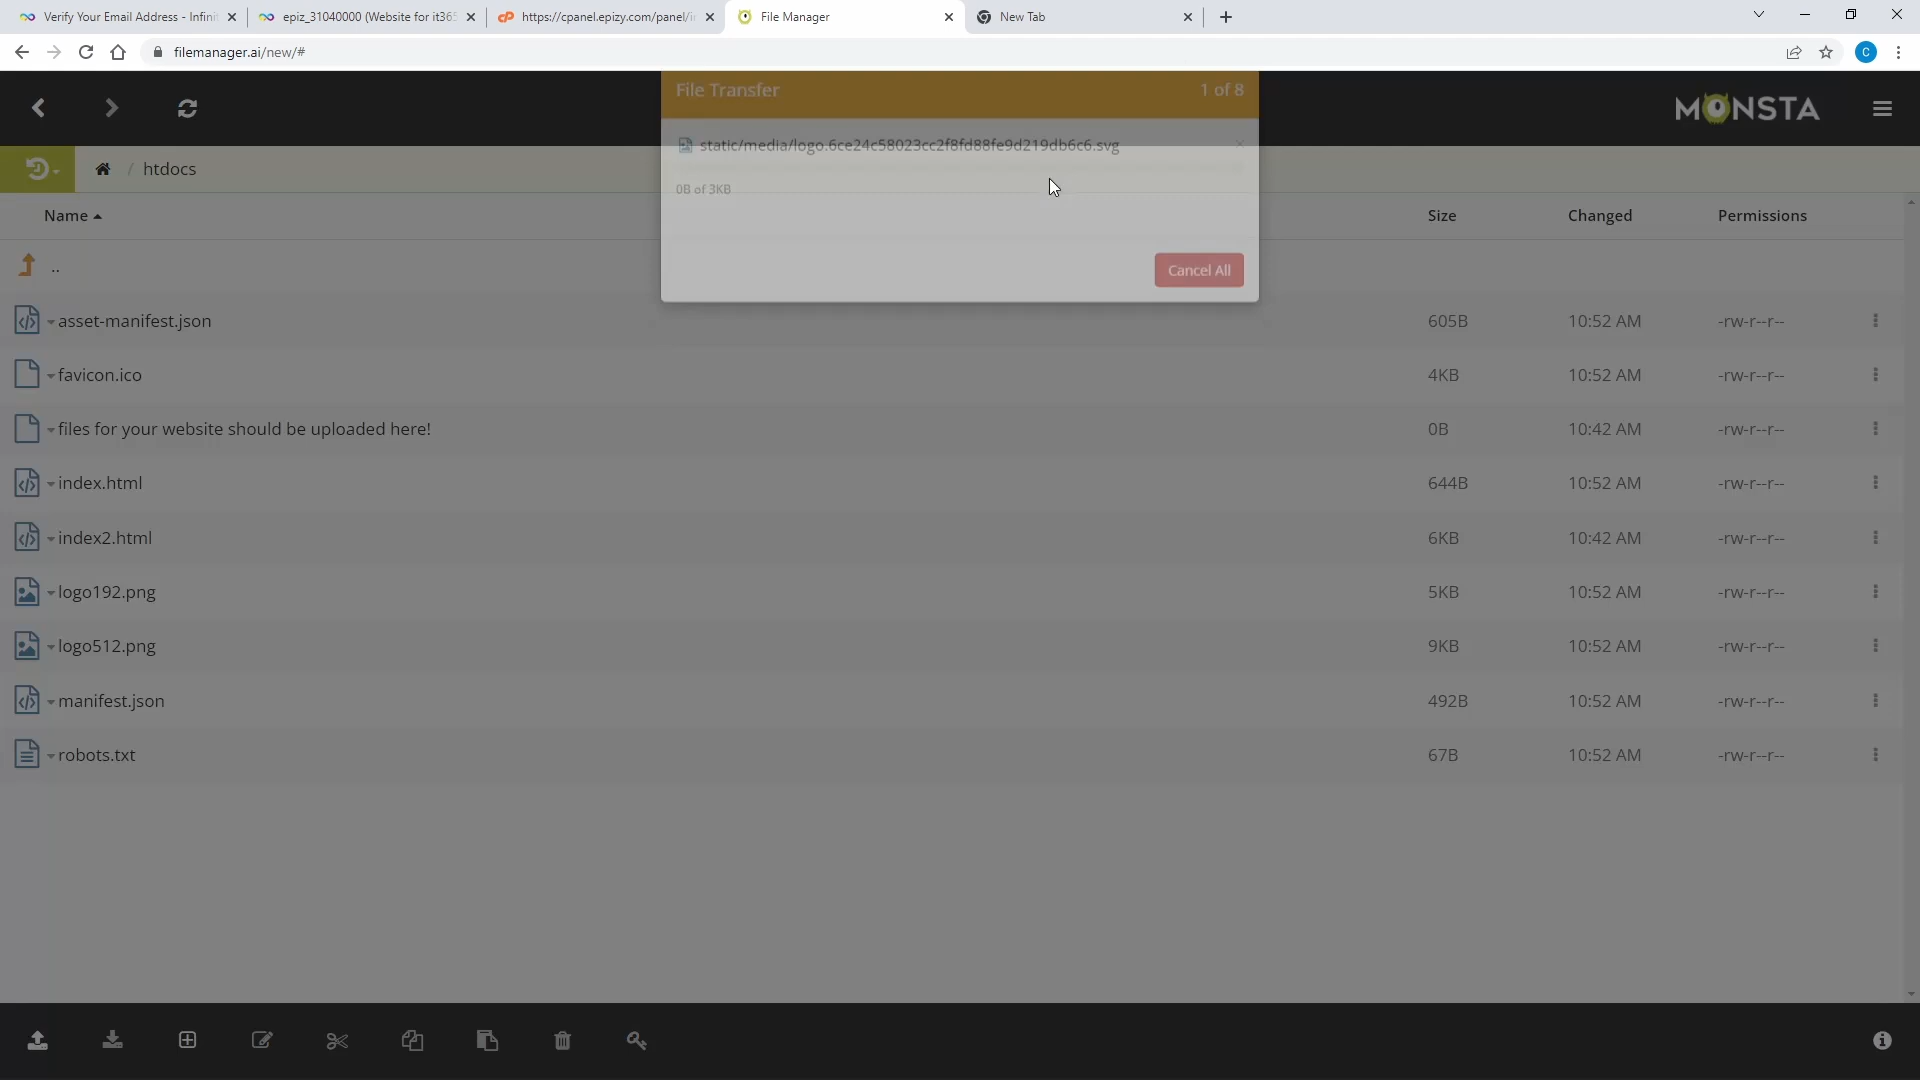 Verify Your Email Address - Infini
epiz_31040000 (Website for it365
https://cpanel.epizy.com/panel/i
File Manager
New Tab
filemanager.ai/new/#
C
File Transfer 1 of 8
static/media/logo.6ce24c58023cc2f8fd88fe9d219db6c6.svg
0B of 3KB
Cancel All
MONSTA
/ htdocs
Name Size Changed Permissions
..
asset-manifest.json 605B 10:52 AM -rw-r--r--
favicon.ico 4KB 10:52 AM -rw-r--r--
files for your website should be uploaded here! 0B 10:42 AM -rw-r--r--
index.html 644B 10:52 AM -rw-r--r--
index2.html 6KB 10:42 AM -rw-r--r--
logo192.png 5KB 10:52 AM -rw-r--r--
logo512.png 9KB 10:52 AM -rw-r--r--
manifest.json 492B 10:52 AM -rw-r--r--
robots.txt 67B 10:52 AM -rw-r--r--